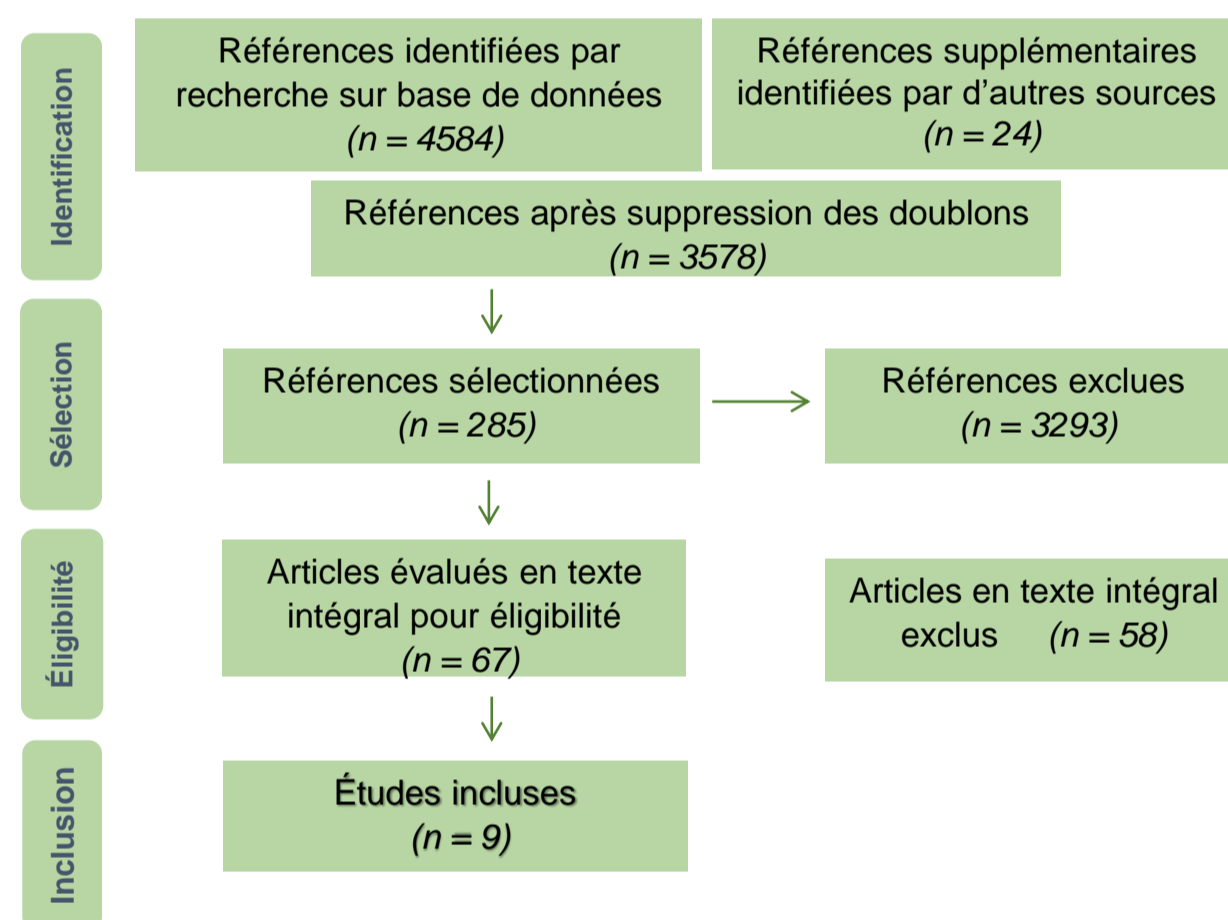 Identification
Références identifiées par
recherche sur base de données
(n = 4584)
Références supplémentaires
identifiées par d'autres sources
(n = 24)
Références après suppression des doublons
(n = 3578)
Sélection
Références sélectionnées
(n = 285)
Références exclues
(n = 3293)
Éligibilité
Articles évalués en texte
intégral pour éligibilité
(n = 67)
Articles en texte intégral
exclus (n = 58)
Inclusion
Études incluses
(n = 9)